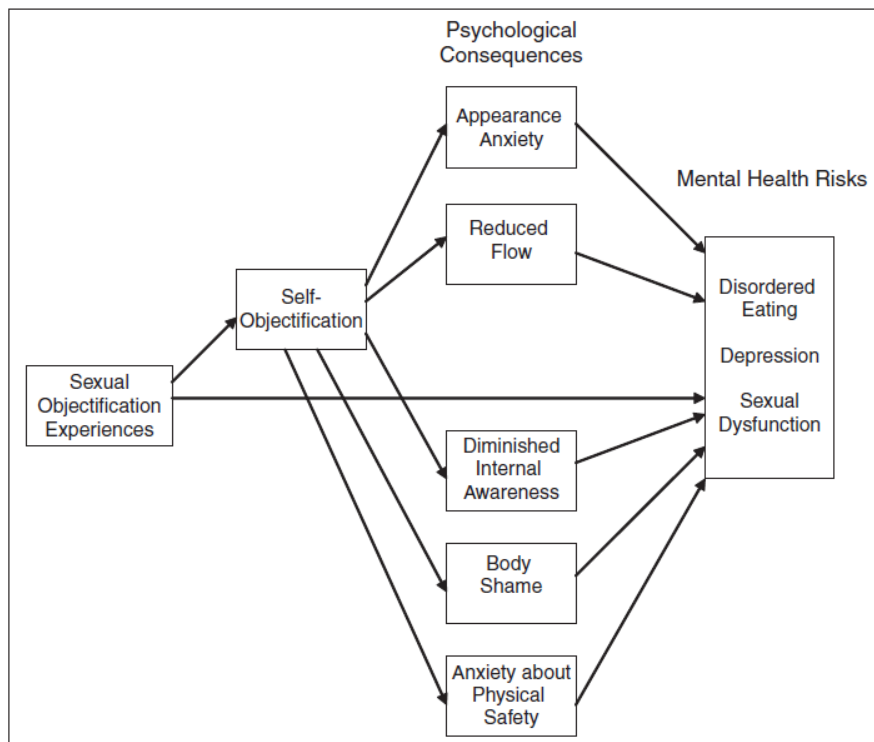 Psychological
Consequences
Appearance
Anxiety
Mental Health Risks
Reduced
Flow
Disordered
Eating
Self-
Objectification
Depression
Sexual
Objectification
Experiences
Sexual
Dysfunction
Diminished
Internal
Awareness
Body
Shame
Anxiety about
Physical
Safety